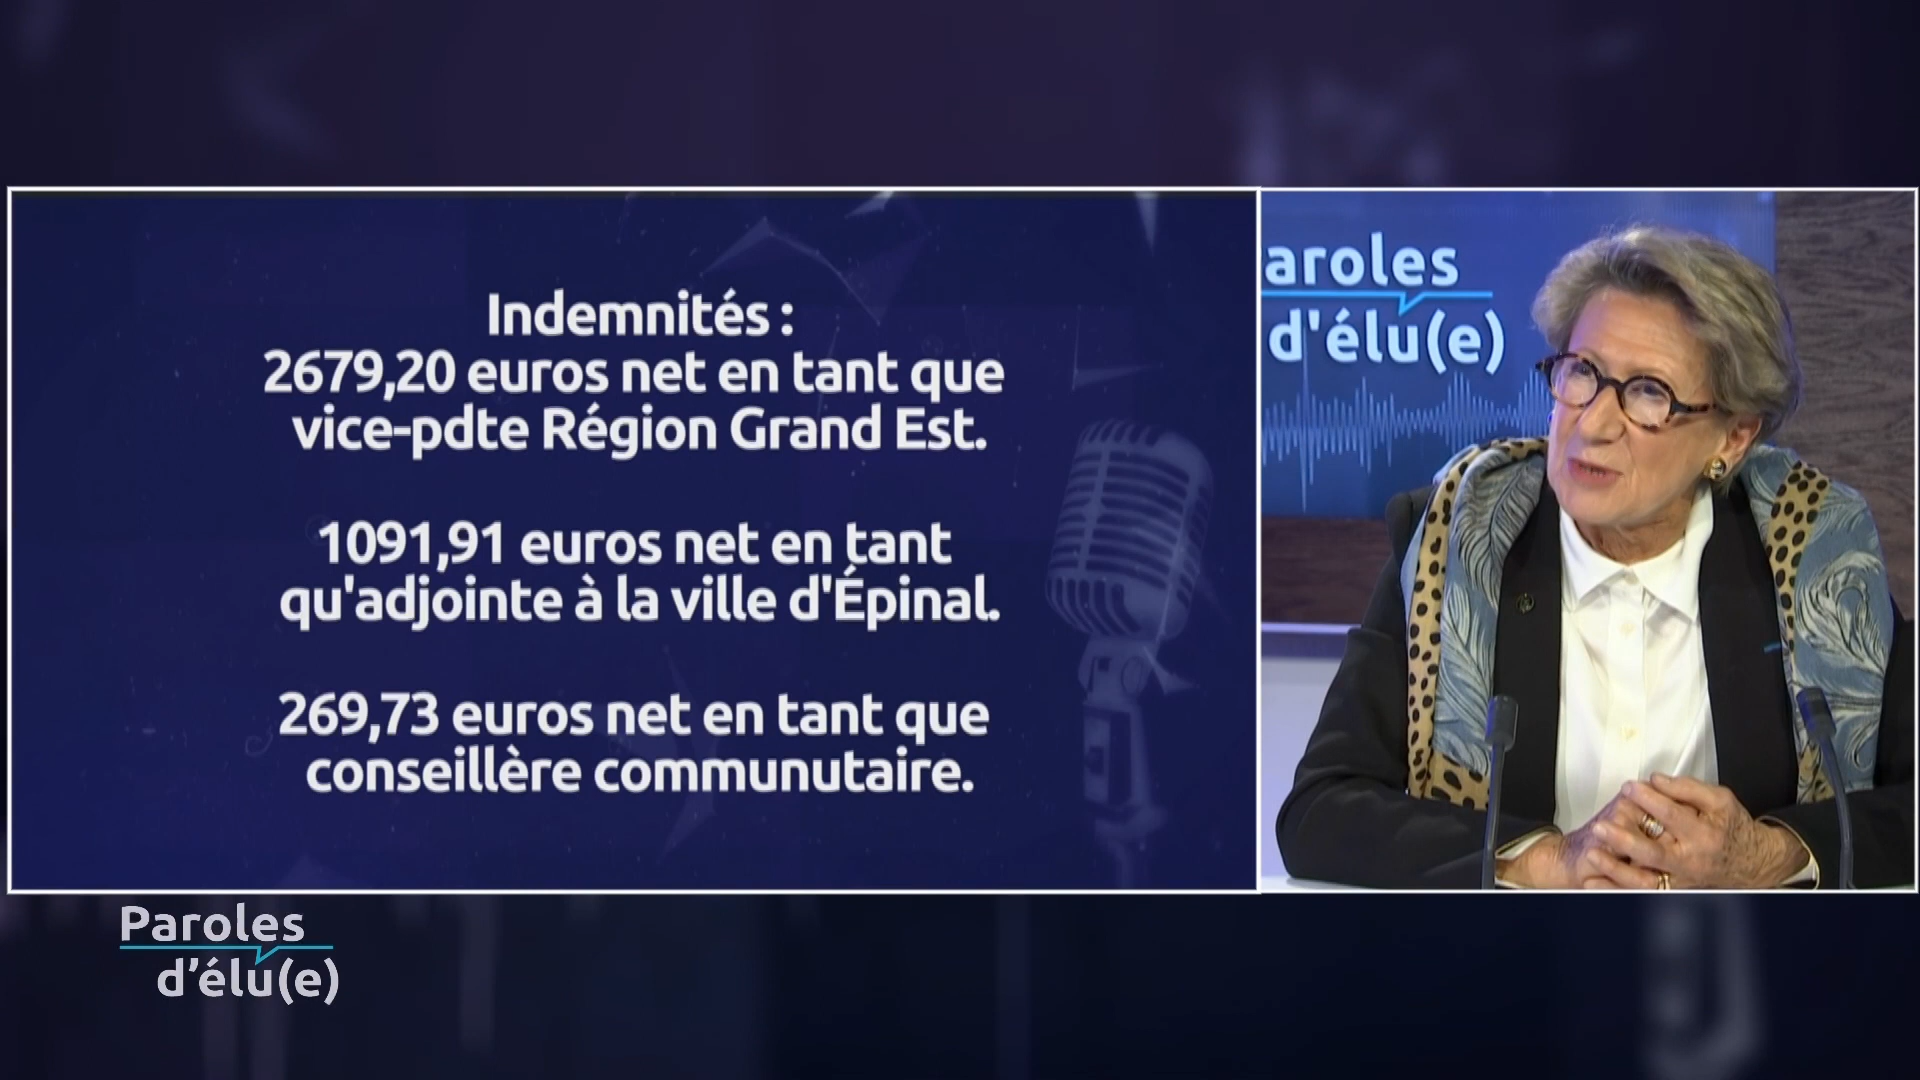 Indemnités :
2679,20 euros net en tant que
vice-pdte Région Grand Est.
1091,91 euros net en tant
qu'adjointe à la ville d'Épinal.
269,73 euros net en tant que
conseillère communutaire.
aroles
d'élu(e)
Paroles
d'élu(e)